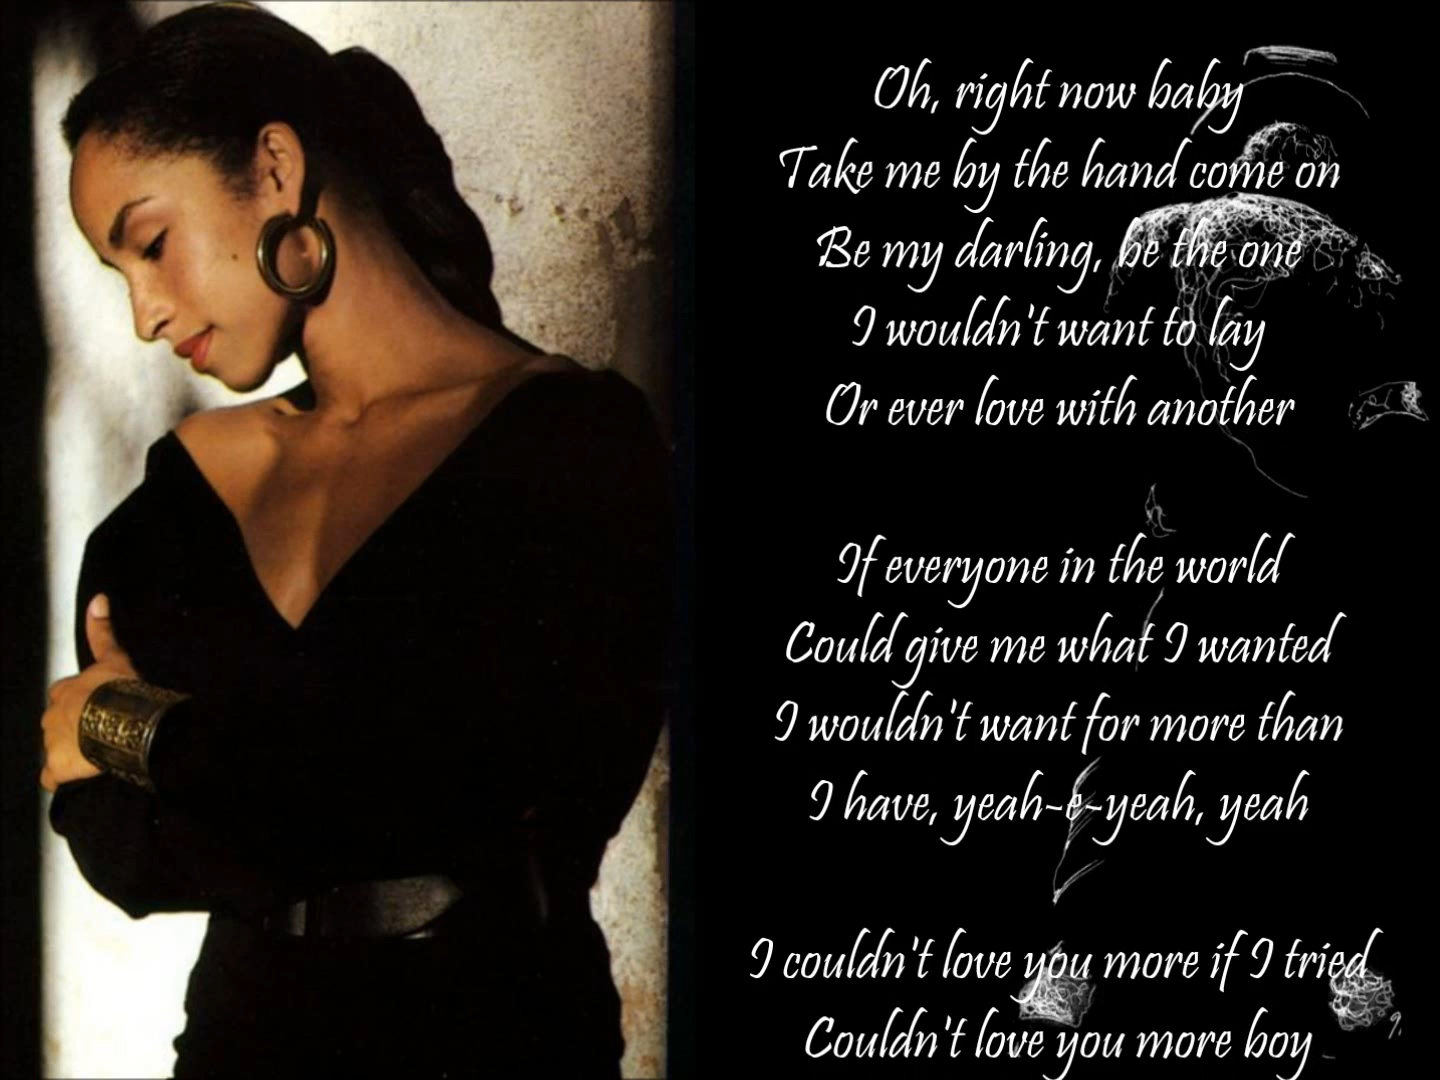 Oh, right now baby
Take me by the hand come on
Be my darling, be the one
I wouldn't want to lay
Or ever love with another
If everyone in the world
Could give me what I wanted
I wouldn't want for more than
I have, yeah-e-yeah, yeah
I couldn't love you more if I tried
Couldn't love you more boy